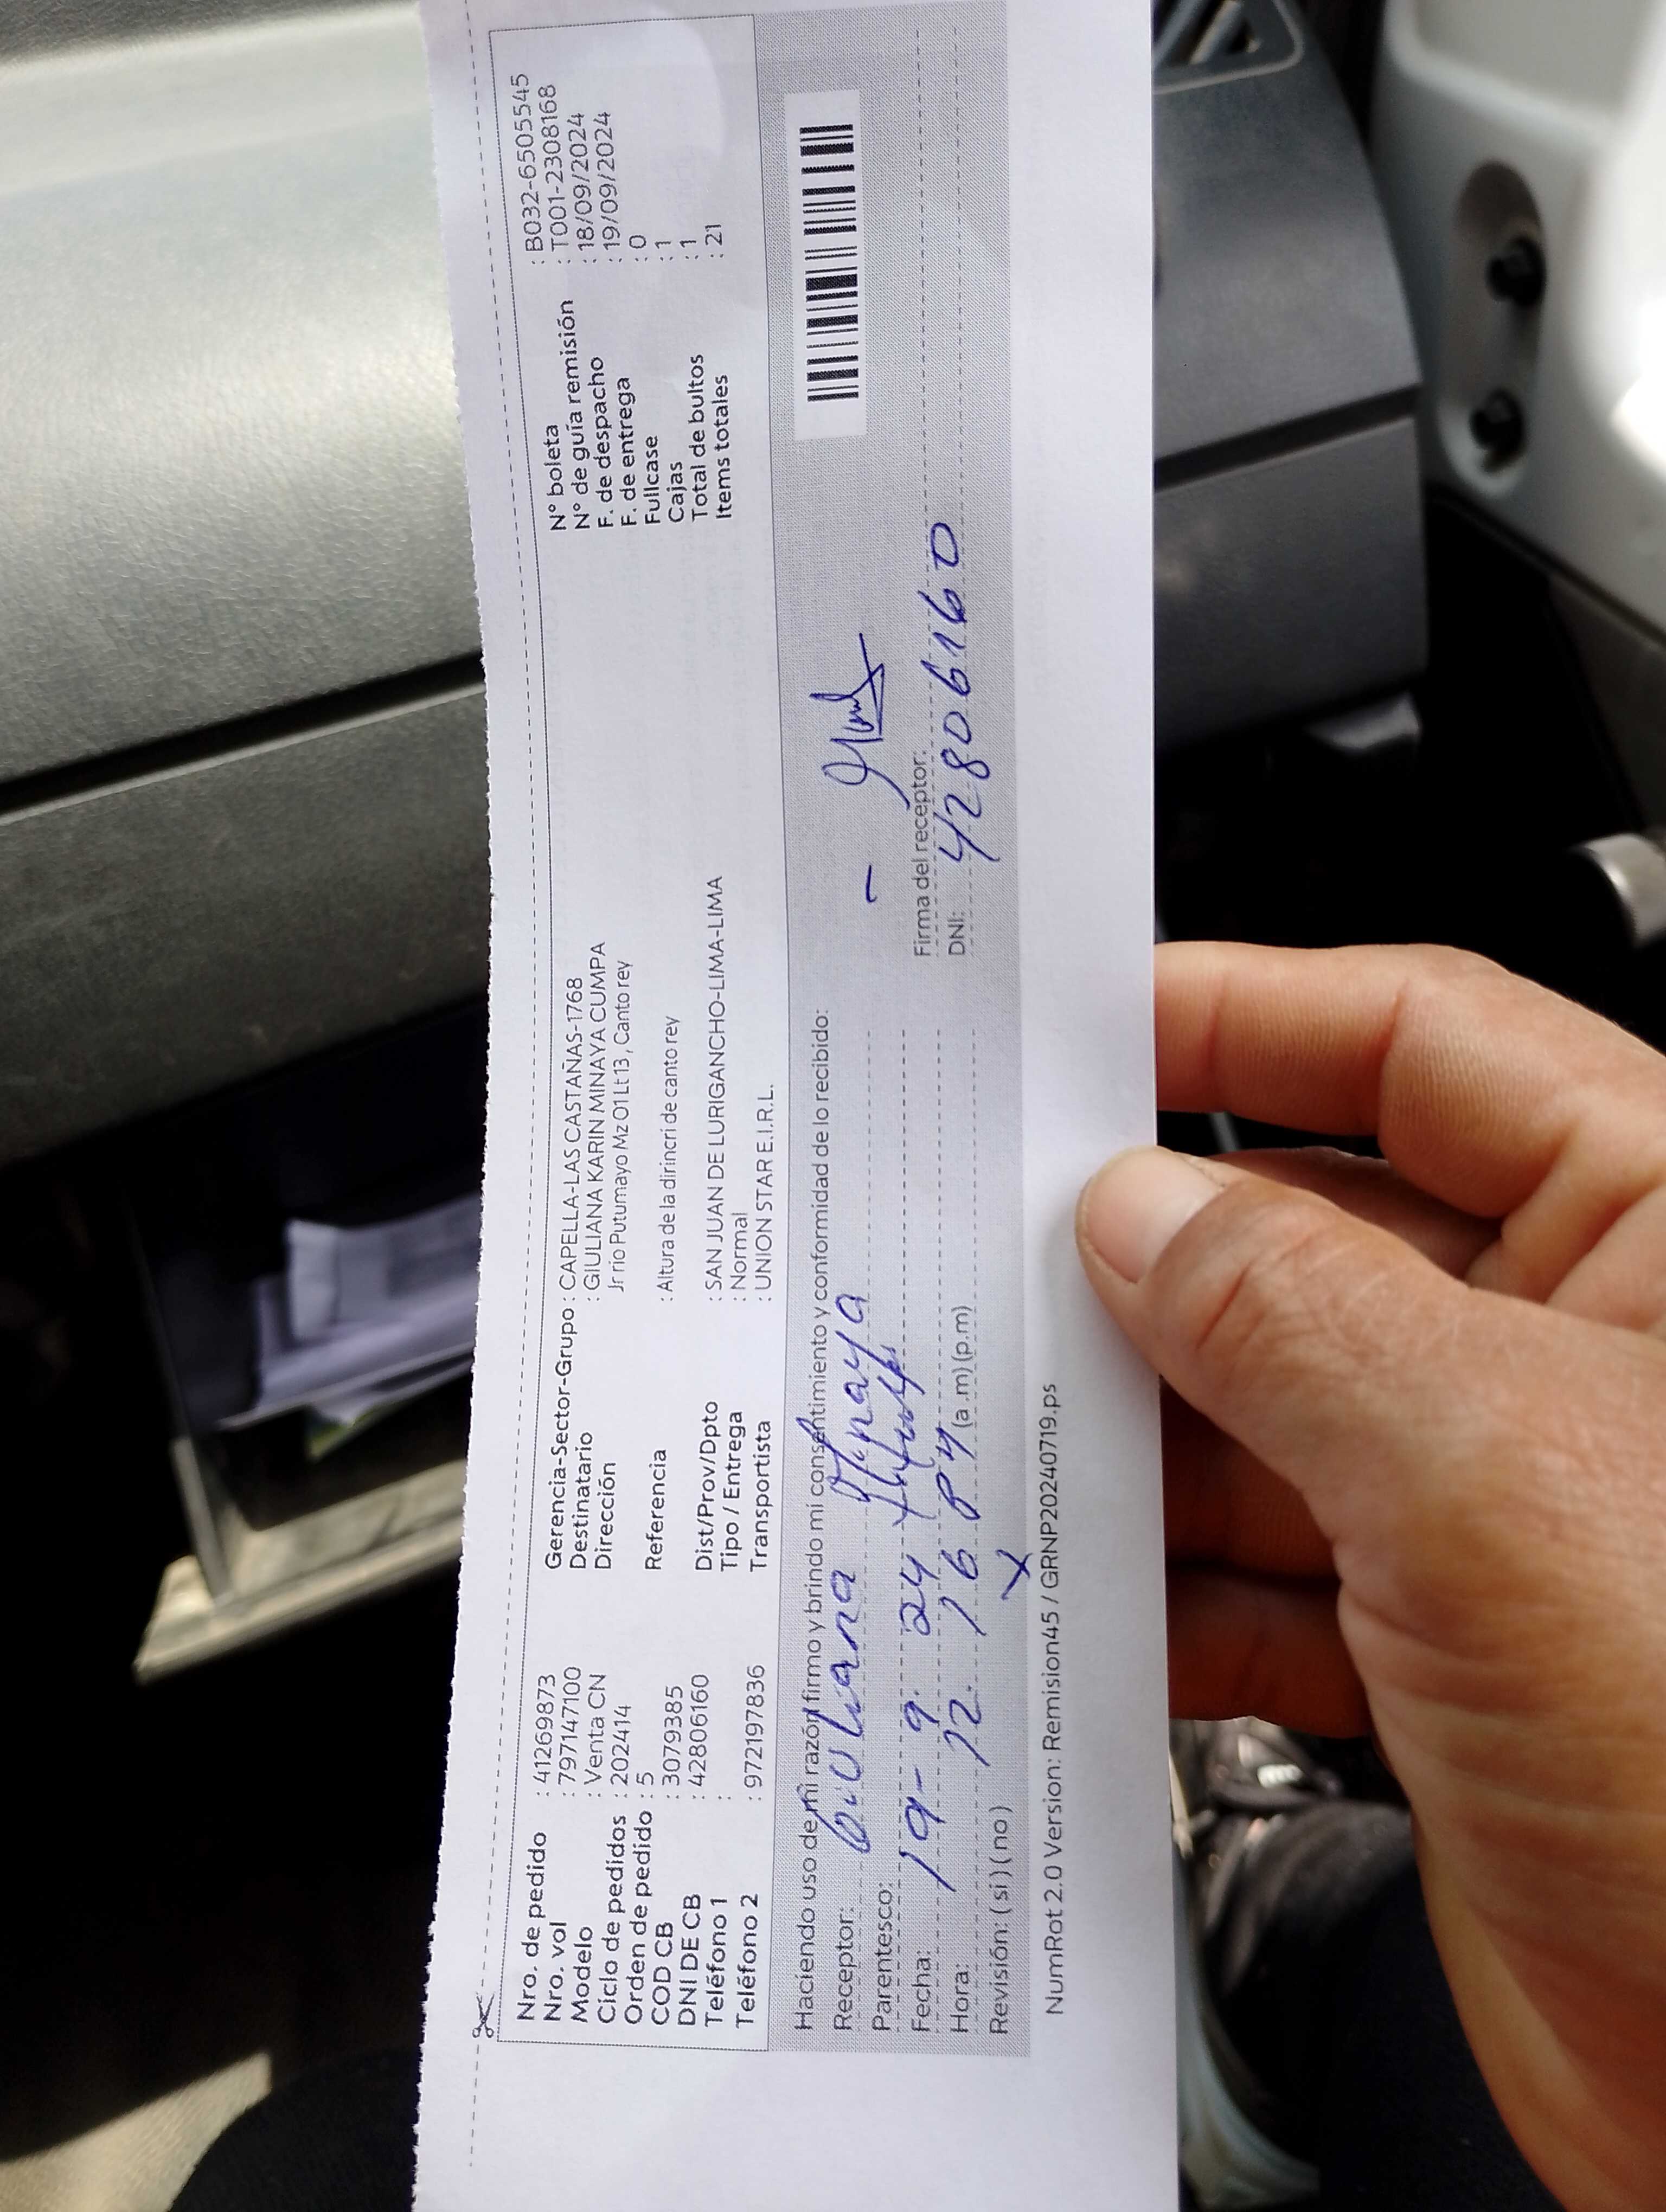 Nro. de pedido : 41269873
Nro. vol : 797147100
Modelo : Venta CN
Ciclo de pedidos : 202414
Orden de pedido : 5
COD CB : 3079385
DNI DE CB : 42806160
Teléfono 1 :
Teléfono 2 : 972197836
Gerencia-Sector-Grupo : CAPELLA-LAS CASTAÑAS-1768
Destinatario : GIULIANA KARIN MINAYA CUMPA
Dirección Jr rio Putumayo Mz O1 Lt 13 , Canto rey
Referencia : Altura de la dirincri de canto rey
Dist/Prov/Dpto : SAN JUAN DE LURIGANCHO-LIMA-LIMA
Tipo / Entrega : Normal
Transportista : UNION STAR E.I.R.L.
N° boleta : B032-6505545
N° de guía remisión : T001-2308168
F. de despacho : 18/09/2024
F. de entrega : 19/09/2024
Fullcase : 0
Cajas : 1
Total de bultos : 1
Items totales : 21
Haciendo uso de mi razón firmo y brindo mi consentimiento y conformidad de lo recibido:
Receptor: Giuliana Minaya
Parentesco:
Fecha: 19 - 9. 24
Hora: 12 16 PM (a.m) (p.m)
Revisión: ( si ) ( no )
Firma del receptor:
DNI: 42806160
NumRot 2.0 Version: Remision45 / GRNP20240719.ps